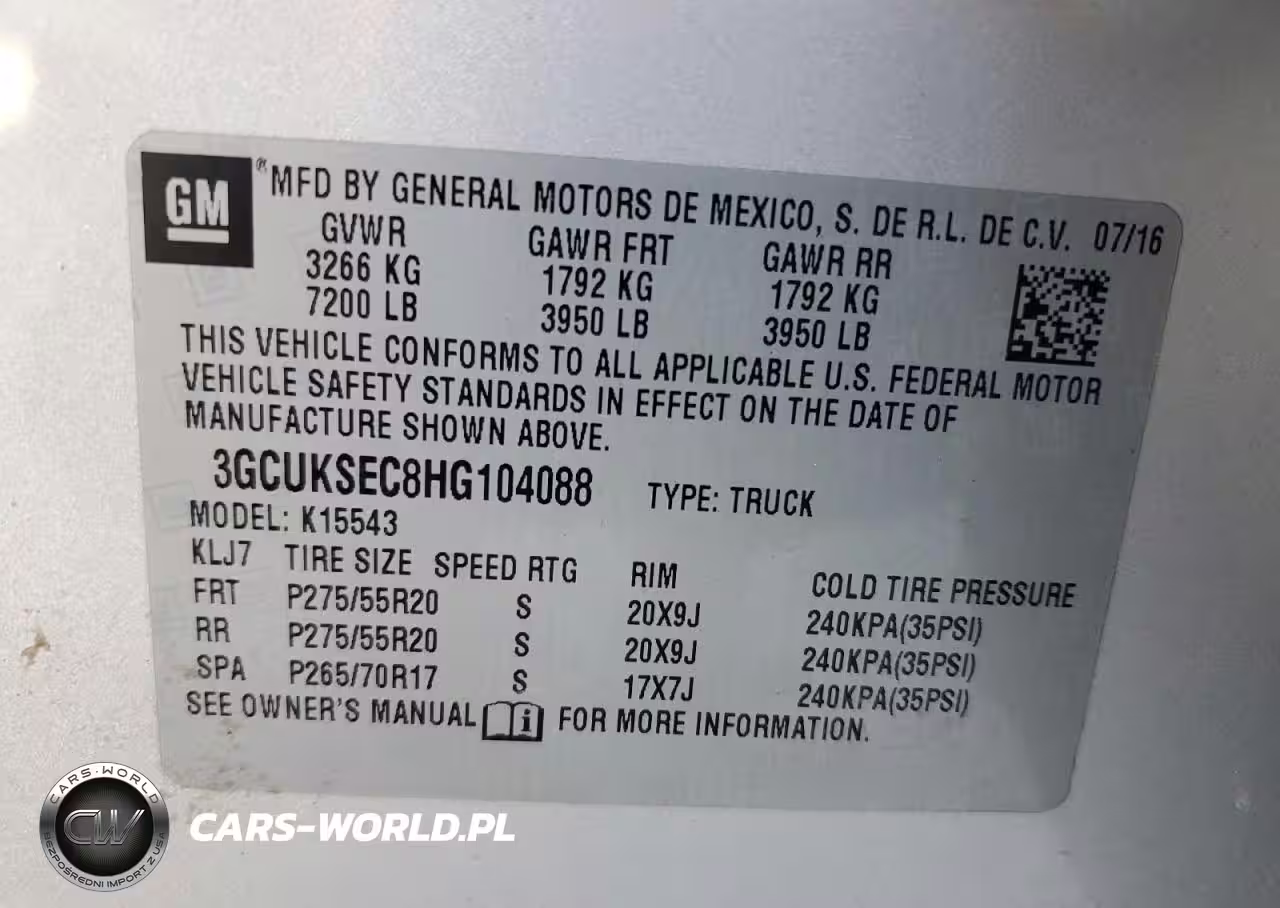 GM
®MFD BY GENERAL MOTORS DE MEXICO, S. DE R.L. DE C.V. 07/16
GVWR GAWR FRT GAWR RR
3266 KG 1792 KG 1792 KG
7200 LB 3950 LB 3950 LB
THIS VEHICLE CONFORMS TO ALL APPLICABLE U.S. FEDERAL MOTOR
VEHICLE SAFETY STANDARDS IN EFFECT ON THE DATE OF
MANUFACTURE SHOWN ABOVE.
3GCUKSEC8HG104088 TYPE: TRUCK
MODEL: K15543
KLJ7 TIRE SIZE SPEED RTG RIM COLD TIRE PRESSURE
FRT P275/55R20 S 20X9J 240KPA(35PSI)
RR P275/55R20 S 20X9J 240KPA(35PSI)
SPA P265/70R17 S 17X7J 240KPA(35PSI)
SEE OWNER'S MANUAL i FOR MORE INFORMATION.
CARS-WORLD
CW
BEZPOŚREDNI IMPORT Z USA
CARS-WORLD.PL